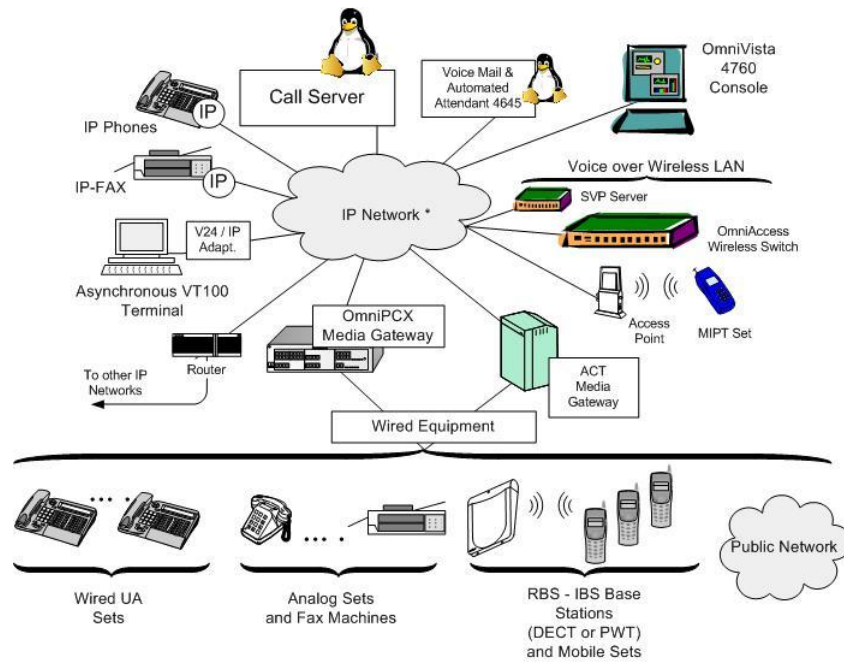 Call Server
Voice Mail &
Automated
Attendant 4645
OmniVista
4760
Console
IP
IP Phones
IP
IP-FAX
Voice over Wireless LAN
SVP Server
IP Network *
V24 / IP
Adapt.
OmniAccess
Wireless Switch
Asynchronous VT100
Terminal
OmniPCX
Media Gateway
Access
Point
MIPT Set
Router
To other IP
Networks
ACT
Media
Gateway
Wired Equipment
Public Network
Wired UA
Sets
Analog Sets
and Fax Machines
RBS - IBS Base
Stations
(DECT or PWT)
and Mobile Sets